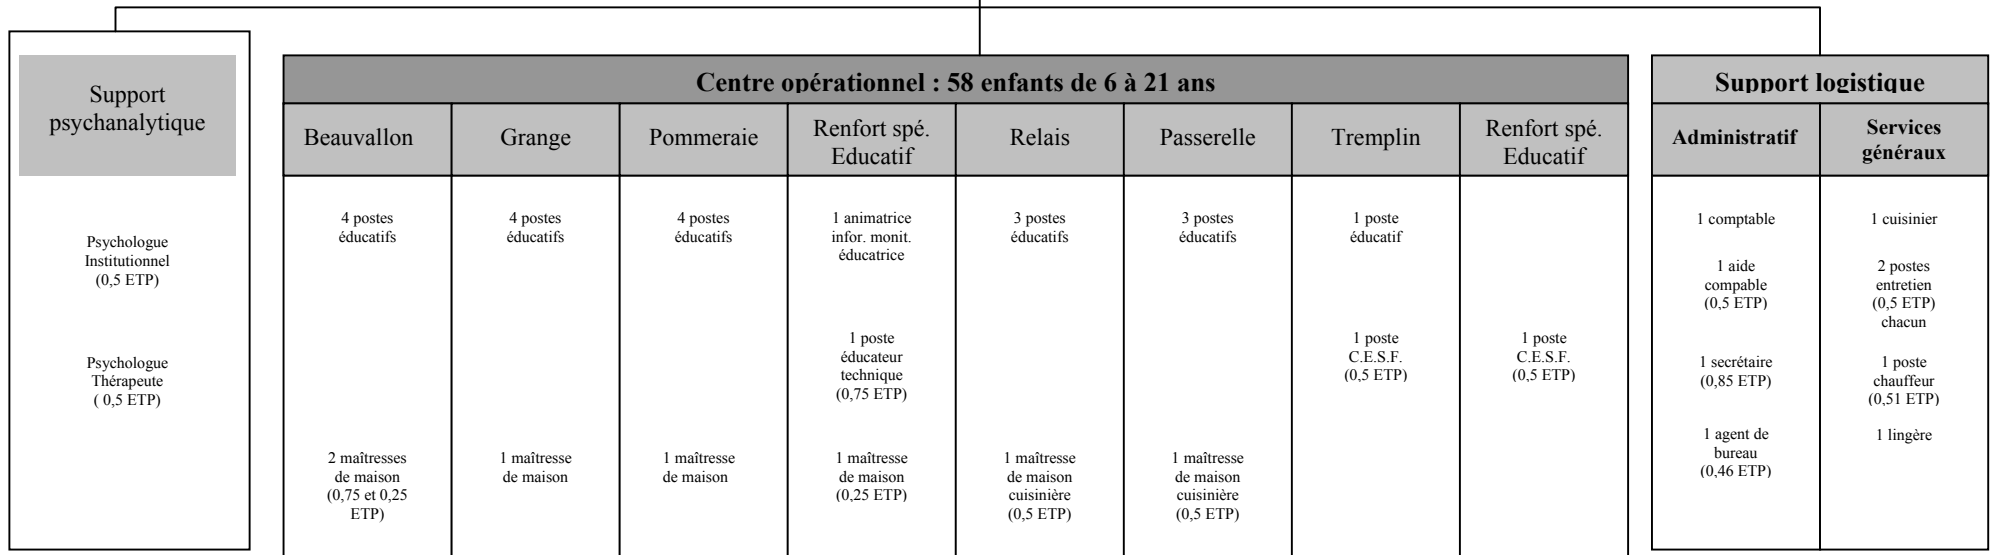 Support
psychanalytique
Psychologue
Institutionnel
(0,5 ETP)
Psychologue
Thérapeute
( 0,5 ETP)
Centre opérationnel : 58 enfants de 6 à 21 ans
Beauvallon
4 postes
éducatifs
2 maîtresses
de maison
(0,75 et 0,25
ETP)
Grange
4 postes
éducatifs
1 maîtresse
de maison
Pommeraie
4 postes
éducatifs
1 maîtresse
de maison
Renfort spé.
Educatif
1 animatrice
infor. monit.
éducatrice
1 poste
éducateur
technique
(0,75 ETP)
1 maîtresse
de maison
(0,25 ETP)
Relais
3 postes
éducatifs
1 maîtresse
de maison
cuisinière
(0,5 ETP)
Passerelle
3 postes
éducatifs
1 maîtresse
de maison
cuisinière
(0,5 ETP)
Tremplin
1 poste
éducatif
1 poste
C.E.S.F.
(0,5 ETP)
Renfort spé.
Educatif
1 poste
C.E.S.F.
(0,5 ETP)
Support logistique
Administratif
1 comptable
1 aide
compable
(0,5 ETP)
1 secrétaire
(0,85 ETP)
1 agent de
bureau
(0,46 ETP)
Services
généraux
1 cuisinier
2 postes
entretien
(0,5 ETP)
chacun
1 poste
chauffeur
(0,51 ETP)
1 lingère